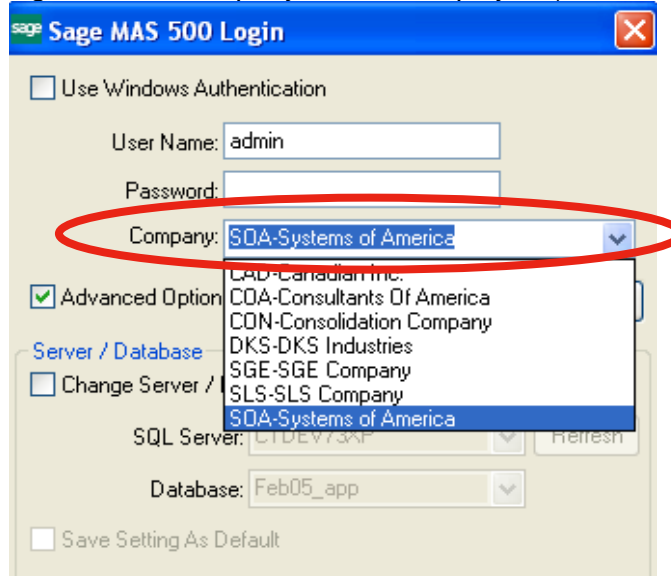 sage Sage MAS 500 Login
Use Windows Authentication
User Name: admin
Password:
Company: SOA-Systems of America
CAD-Canadian Inc.
Advanced Option COA-Consultants Of America
CON-Consolidation Company
Server / Database DKS-DKS Industries
SGE-SGE Company
Change Server / SLS-SLS Company
SOA-Systems of America
SQL Server: CTDEV73XP Refresh
Database: Feb05_app
Save Setting As Default